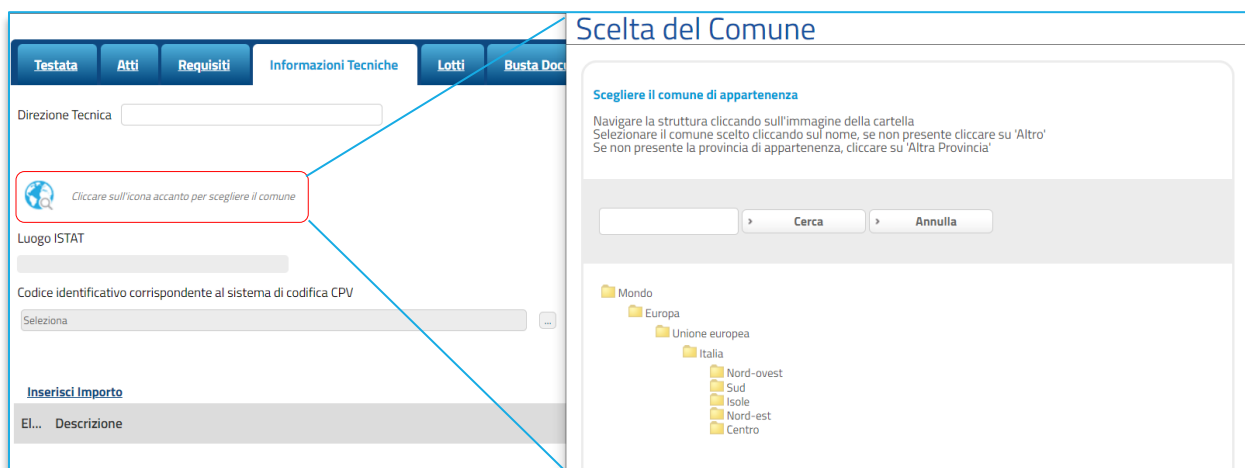 Testata
Atti
Requisiti
Informazioni Tecniche
Lotti
Busta Doc
Direzione Tecnica
Cliccare sull'icona accanto per scegliere il comune
Luogo ISTAT
Codice identificativo corrispondente al sistema di codifica CPV
Seleziona
...
Inserisci Importo
El... Descrizione
Scelta del Comune
Scegliere il comune di appartenenza
Navigare la struttura cliccando sull'immagine della cartella
Selezionare il comune scelto cliccando sul nome, se non presente cliccare su 'Altro'
Se non presente la provincia di appartenenza, cliccare su 'Altra Provincia'
Cerca
Annulla
Mondo
Europa
Unione europea
Italia
Nord-ovest
Sud
Isole
Nord-est
Centro